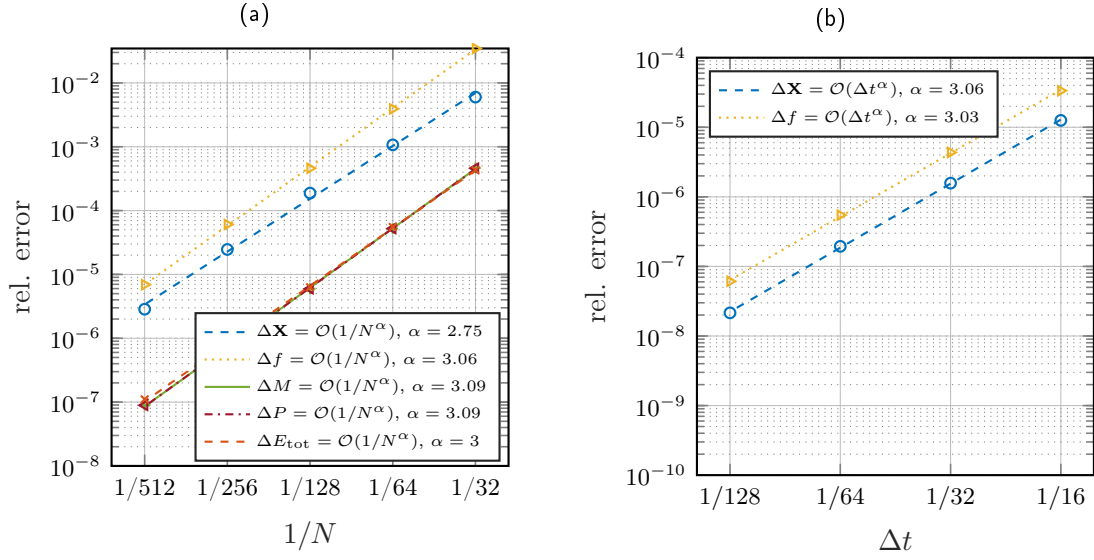 (a)
rel. error
10^{-2}
10^{-3}
10^{-4}
10^{-5}
10^{-6}
10^{-7}
10^{-8}
ΔX = O(1/N^α), α = 2.75
Δf = O(1/N^α), α = 3.06
ΔM = O(1/N^α), α = 3.09
ΔP = O(1/N^α), α = 3.09
ΔE_{tot} = O(1/N^α), α = 3
1/512 1/256 1/128 1/64 1/32
1/N
(b)
rel. error
10^{-4}
10^{-5}
10^{-6}
10^{-7}
10^{-8}
10^{-9}
10^{-10}
ΔX = O(Δt^α), α = 3.06
Δf = O(Δt^α), α = 3.03
1/128 1/64 1/32 1/16
Δt